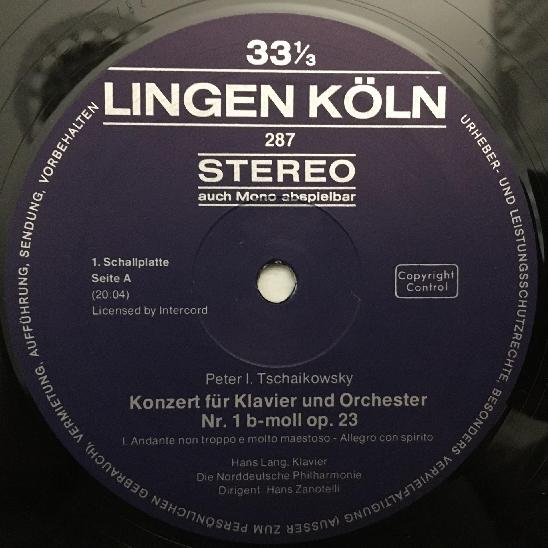 33 1/3
LINGEN KÖLN
287
STEREO
auch Mono abspielbar
1. Schallplatte
Seite A
(20.04)
Licensed by Intercord
Copyright
Control
Peter I. Tschaikowsky
Konzert für Klavier und Orchester
Nr. 1 b-moll op. 23
I. Andante non troppo e molto maestoso - Allegro con spirito
Hans Lang, Klavier
Die Norddeutsche Philharmonie
Dirigent: Hans Zanotelli
URHEBER- UND LEISTUNGSSCHUTZRECHTE, BESONDERS VERVIELFÄLTIGUNG (AUSSER ZUM PERSÖNLICHEN GEBRAUCH), VERMIETUNG, AUFFÜHRUNG, SENDUNG, VORBEHALTEN